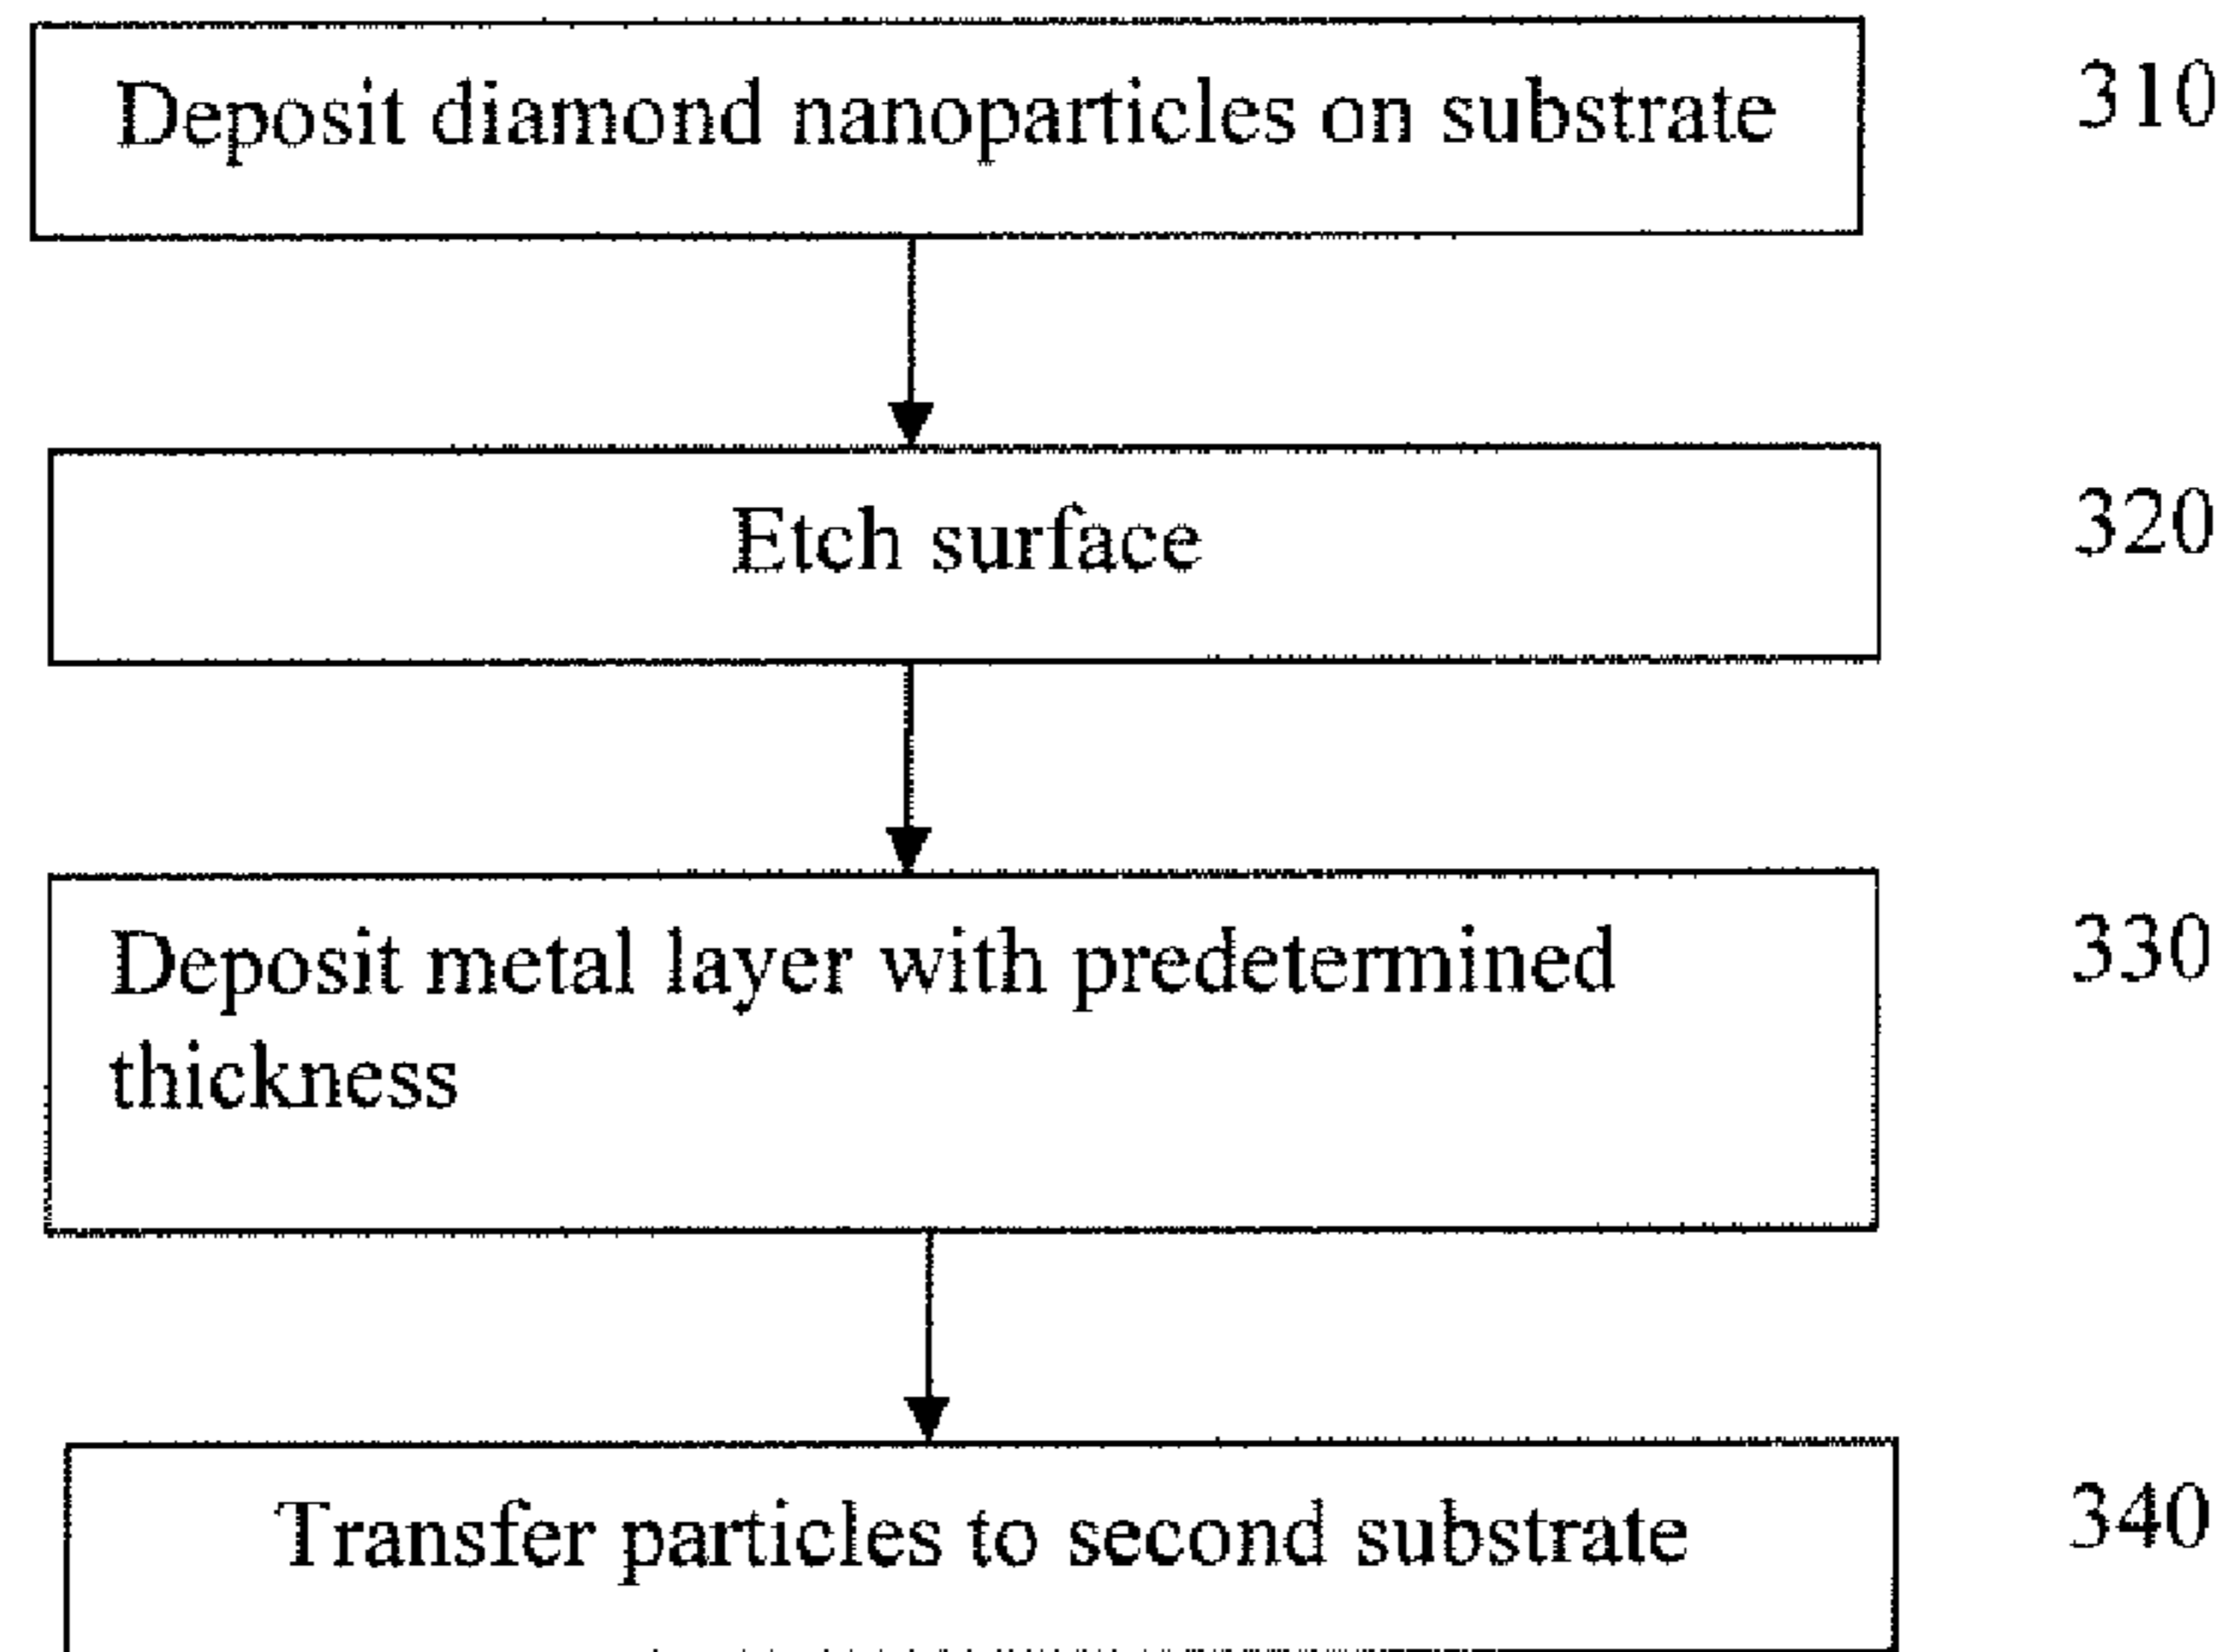 Deposit diamond nanoparticles on substrate 310
Etch surface 320
Deposit metal layer with predetermined 330
thickness
Transfer particles to second substrate 340